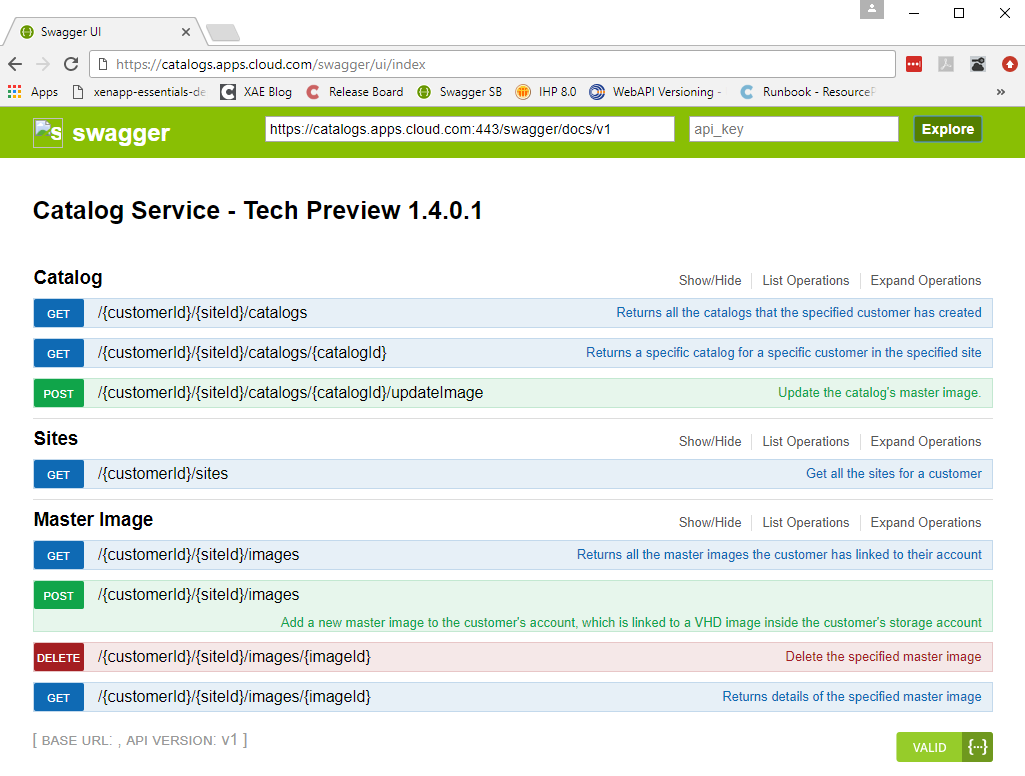 Swagger UI
https://catalogs.apps.cloud.com/swagger/ui/index
Apps xenapp-essentials-de XAE Blog Release Board Swagger SB IHP 8.0 WebAPI Versioning - Runbook - ResourceP »
swagger https://catalogs.apps.cloud.com:443/swagger/docs/v1 api_key Explore
Catalog Service - Tech Preview 1.4.0.1
Catalog Show/Hide List Operations Expand Operations
GET /{customerId}/{siteId}/catalogs Returns all the catalogs that the specified customer has created
GET /{customerId}/{siteId}/catalogs/{catalogId} Returns a specific catalog for a specific customer in the specified site
POST /{customerId}/{siteId}/catalogs/{catalogId}/updateImage Update the catalog's master image.
Sites Show/Hide List Operations Expand Operations
GET /{customerId}/sites Get all the sites for a customer
Master Image Show/Hide List Operations Expand Operations
GET /{customerId}/{siteId}/images Returns all the master images the customer has linked to their account
POST /{customerId}/{siteId}/images
Add a new master image to the customer's account, which is linked to a VHD image inside the customer's storage account
DELETE /{customerId}/{siteId}/images/{imageId} Delete the specified master image
GET /{customerId}/{siteId}/images/{imageId} Returns details of the specified master image
[ BASE URL: , API VERSION: V1 ]
VALID {···}